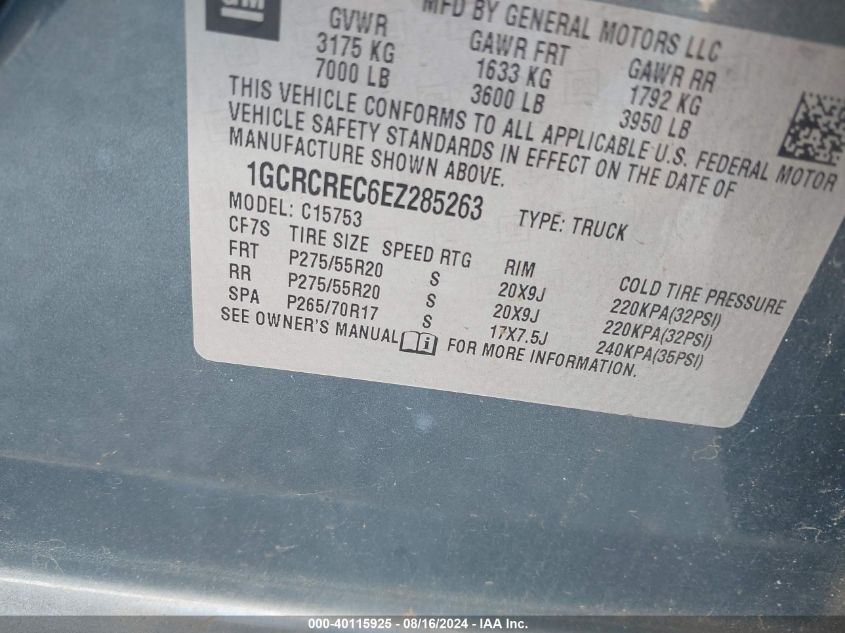 GM
MFD BY GENERAL MOTORS LLC
GVWR GAWR FRT GAWR RR
3175 KG 1633 KG 1792 KG
7000 LB 3600 LB 3950 LB
THIS VEHICLE CONFORMS TO ALL APPLICABLE U.S. FEDERAL MOTOR
VEHICLE SAFETY STANDARDS IN EFFECT ON THE DATE OF
MANUFACTURE SHOWN ABOVE.
1GCRCREC6EZ285263 TYPE: TRUCK
MODEL: C15753
CF7S TIRE SIZE SPEED RTG RIM COLD TIRE PRESSURE
FRT P275/55R20 S 20X9J 220KPA(32PSI)
RR P275/55R20 S 20X9J 220KPA(32PSI)
SPA P265/70R17 S 17X7.5J 240KPA(35PSI)
SEE OWNER'S MANUAL i FOR MORE INFORMATION.
000-40115925 - 08/16/2024 - IAA Inc.